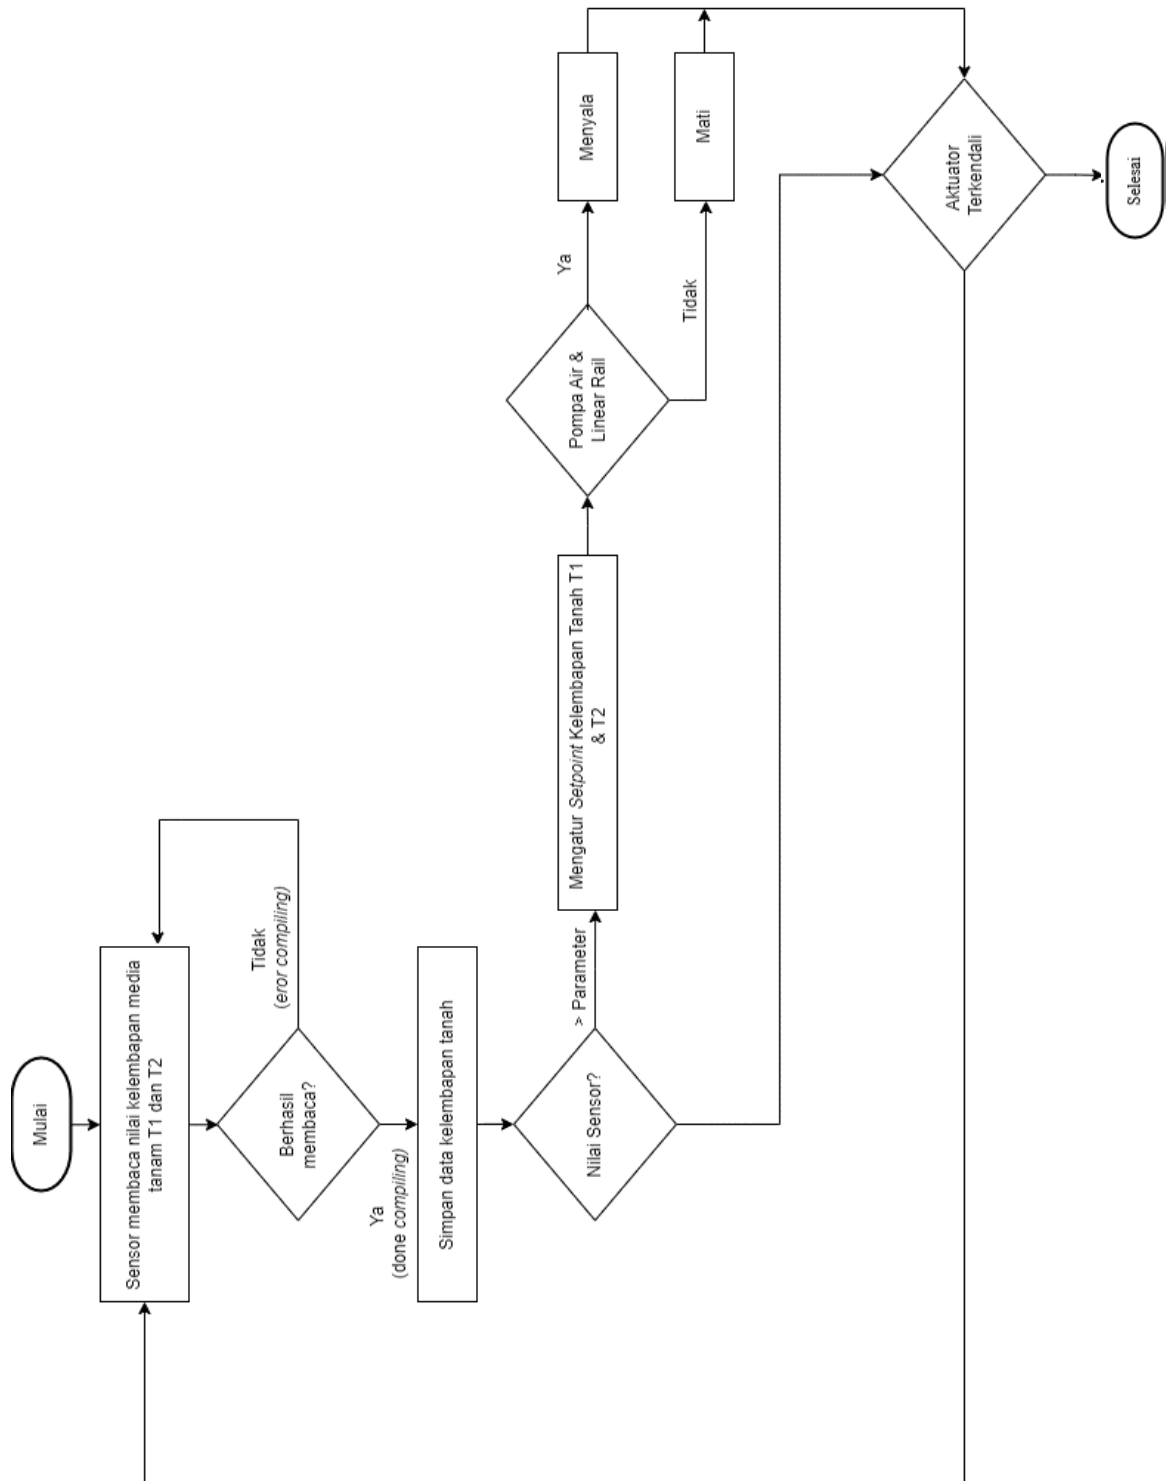 Mulai
Sensor membaca nilai kelembapan media
tanam T1 dan T2
Berhasil
membaca?
Tidak
(eror compiling)
Ya
(done compiling)
Simpan data kelembapan tanah
Nilai Sensor?
> Parameter
Mengatur Setpoint Kelembapan Tanah T1
& T2
Pompa Air &
Linear Rail
Ya
Menyala
Tidak
Mati
Aktuator
Terkendali
Selesai